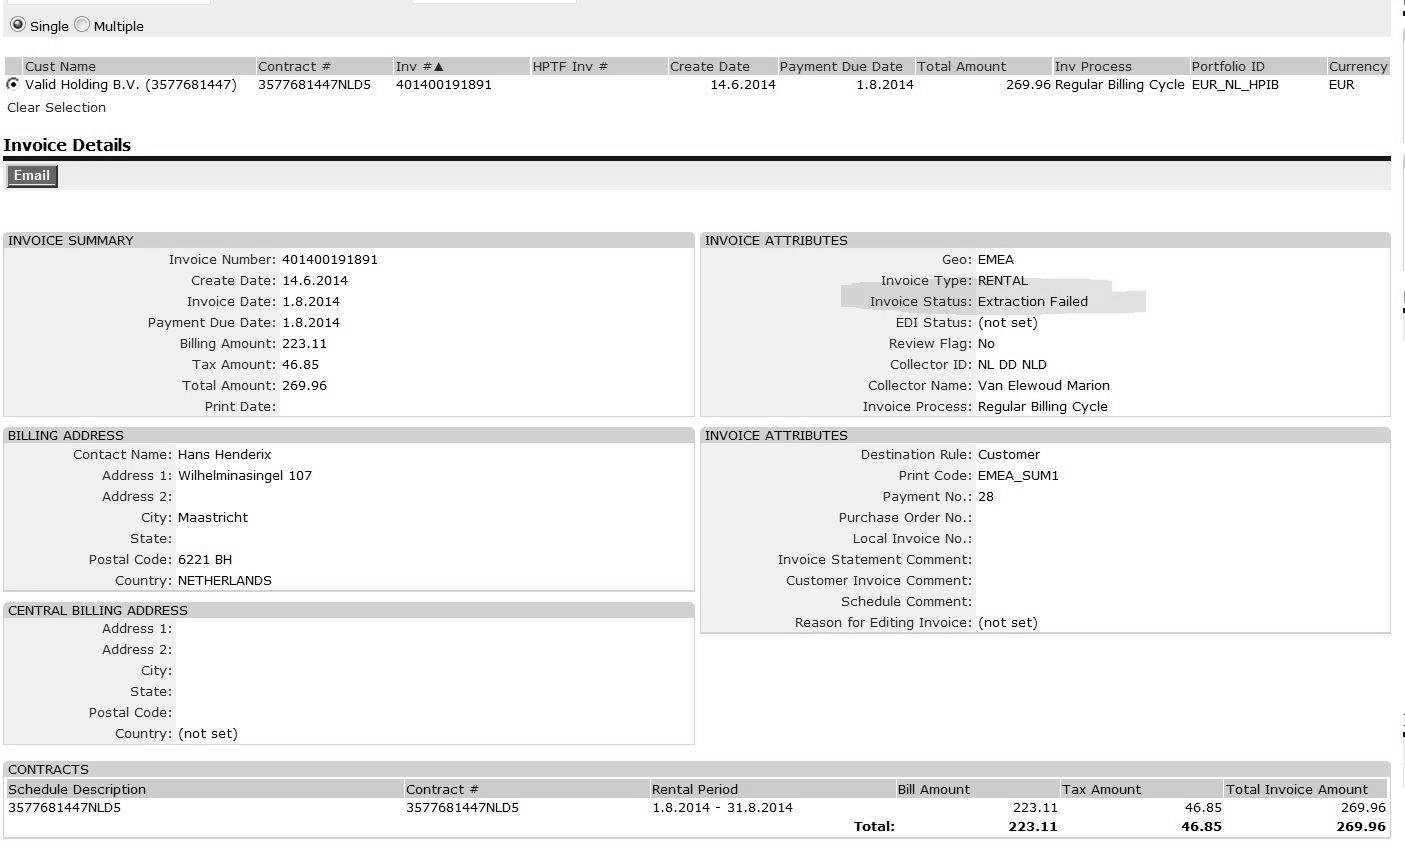 Single Multiple
Cust Name Contract # Inv #▲ HPTF Inv # Create Date Payment Due Date Total Amount Inv Process Portfolio ID Currency
Valid Holding B.V. (3577681447) 3577681447NLD5 401400191891 14.6.2014 1.8.2014 269.96 Regular Billing Cycle EUR_NL_HPIB EUR
Clear Selection
Invoice Details
Email
INVOICE SUMMARY
Invoice Number: 401400191891
Create Date: 14.6.2014
Invoice Date: 1.8.2014
Payment Due Date: 1.8.2014
Billing Amount: 223.11
Tax Amount: 46.85
Total Amount: 269.96
Print Date:
INVOICE ATTRIBUTES
Geo: EMEA
Invoice Type: RENTAL
Invoice Status: Extraction Failed
EDI Status: (not set)
Review Flag: No
Collector ID: NL DD NLD
Collector Name: Van Elewoud Marion
Invoice Process: Regular Billing Cycle
BILLING ADDRESS
Contact Name: Hans Henderix
Address 1: Wilhelminasingel 107
Address 2:
City: Maastricht
State:
Postal Code: 6221 BH
Country: NETHERLANDS
INVOICE ATTRIBUTES
Destination Rule: Customer
Print Code: EMEA_SUM1
Payment No.: 28
Purchase Order No.:
Local Invoice No.:
Invoice Statement Comment:
Customer Invoice Comment:
Schedule Comment:
Reason for Editing Invoice: (not set)
CENTRAL BILLING ADDRESS
Address 1:
Address 2:
City:
State:
Postal Code:
Country: (not set)
CONTRACTS
Schedule Description Contract # Rental Period Bill Amount Tax Amount Total Invoice Amount
3577681447NLD5 3577681447NLD5 1.8.2014 - 31.8.2014 223.11 46.85 269.96
Total: 223.11 46.85 269.96